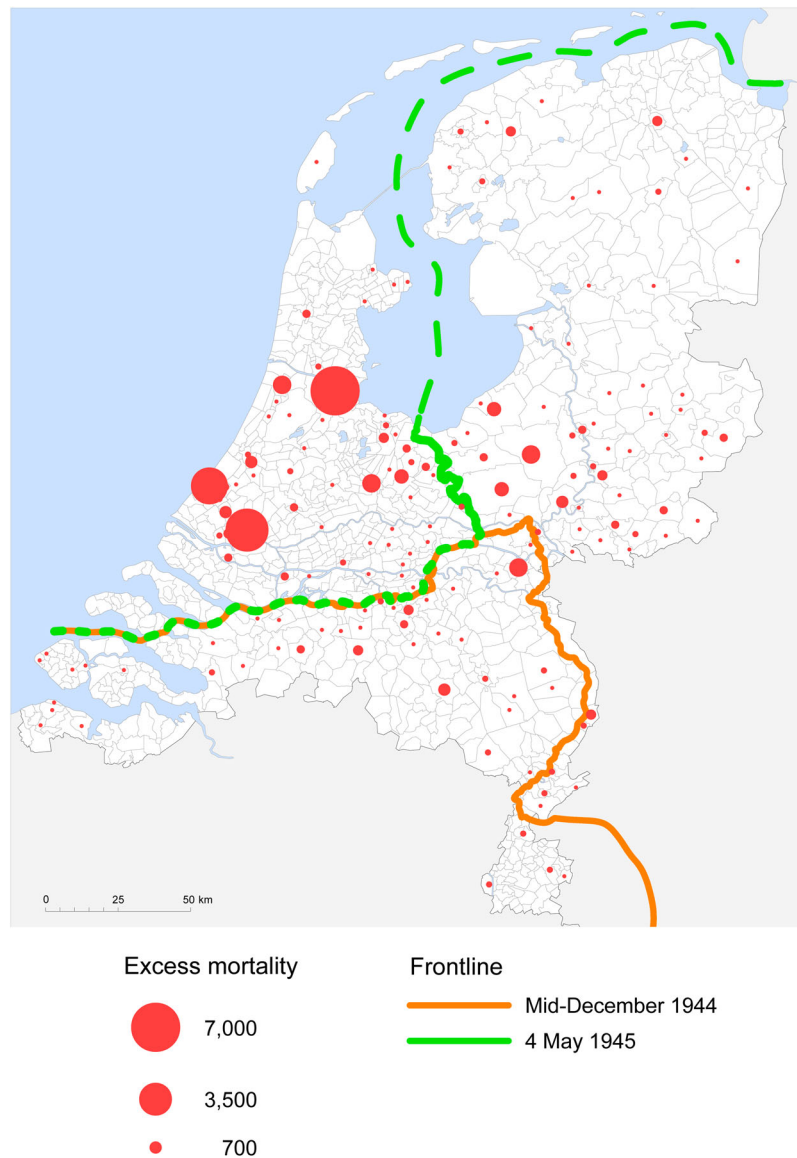 0 25 50 km
Excess mortality
7,000
3,500
700
Frontline
Mid-December 1944
4 May 1945